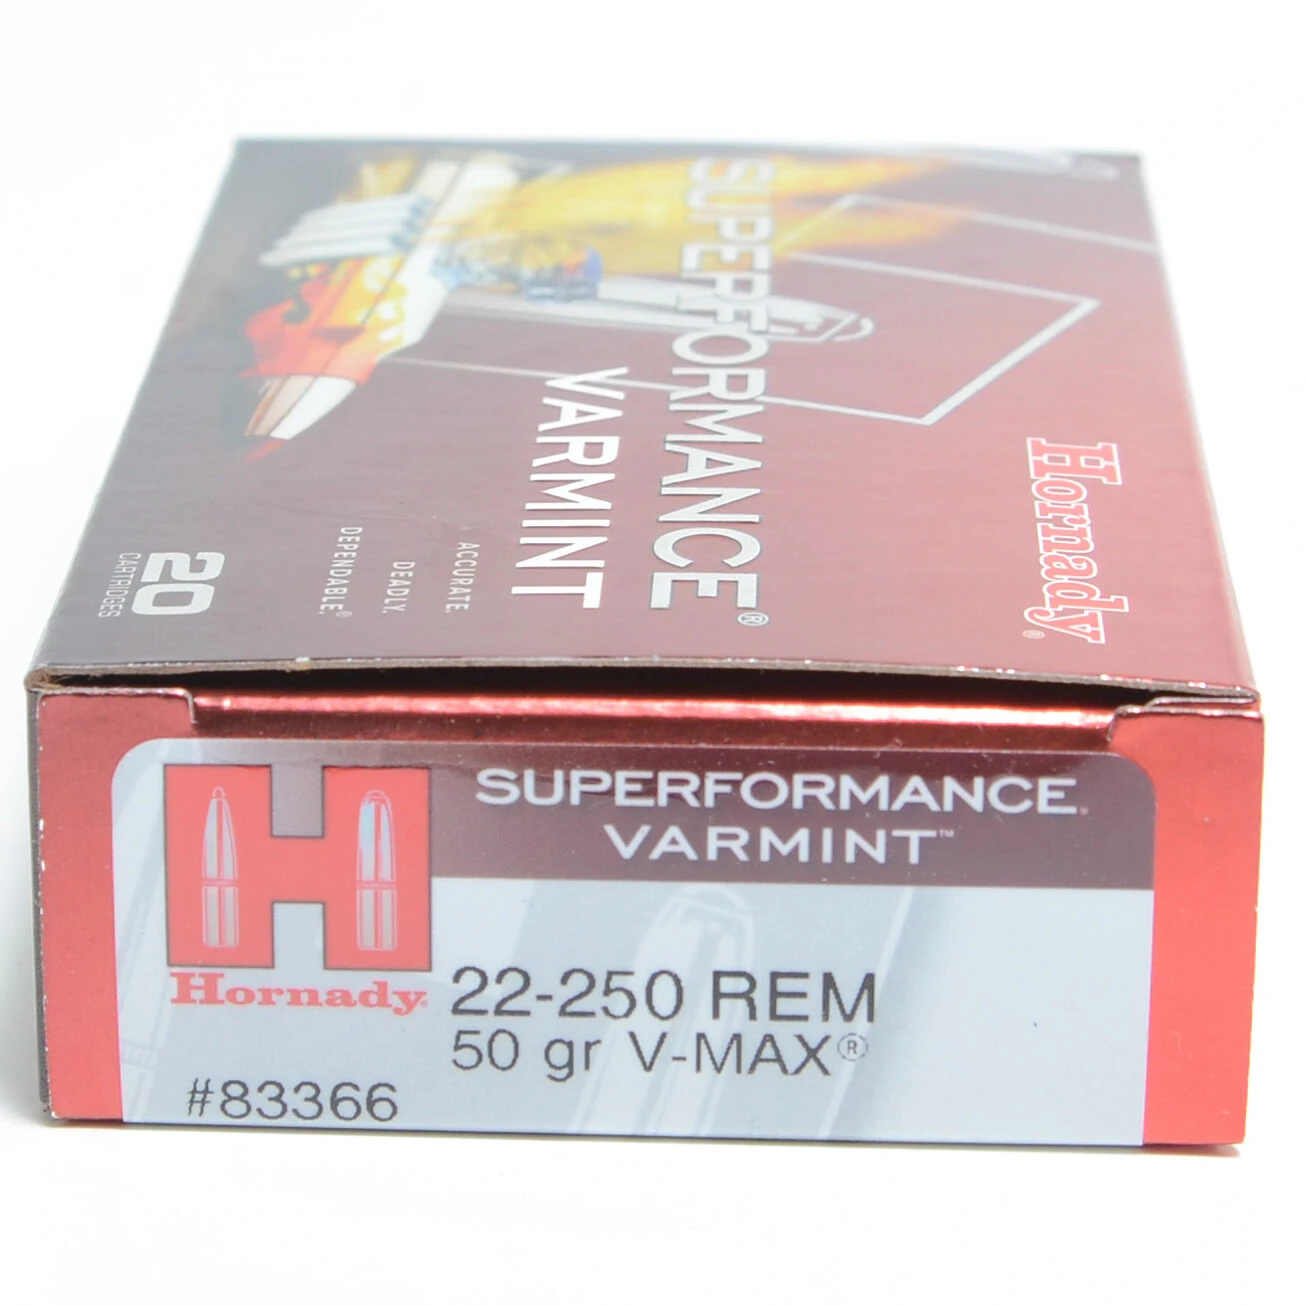 Hornady®
SUPERFORMANCE®
VARMINT
ACCURATE.
DEADLY.
DEPENDABLE.®
20
CARTRIDGES
SUPERFORMANCE
VARMINT™
Hornady
22-250 REM
50 gr V-MAX®
#83366